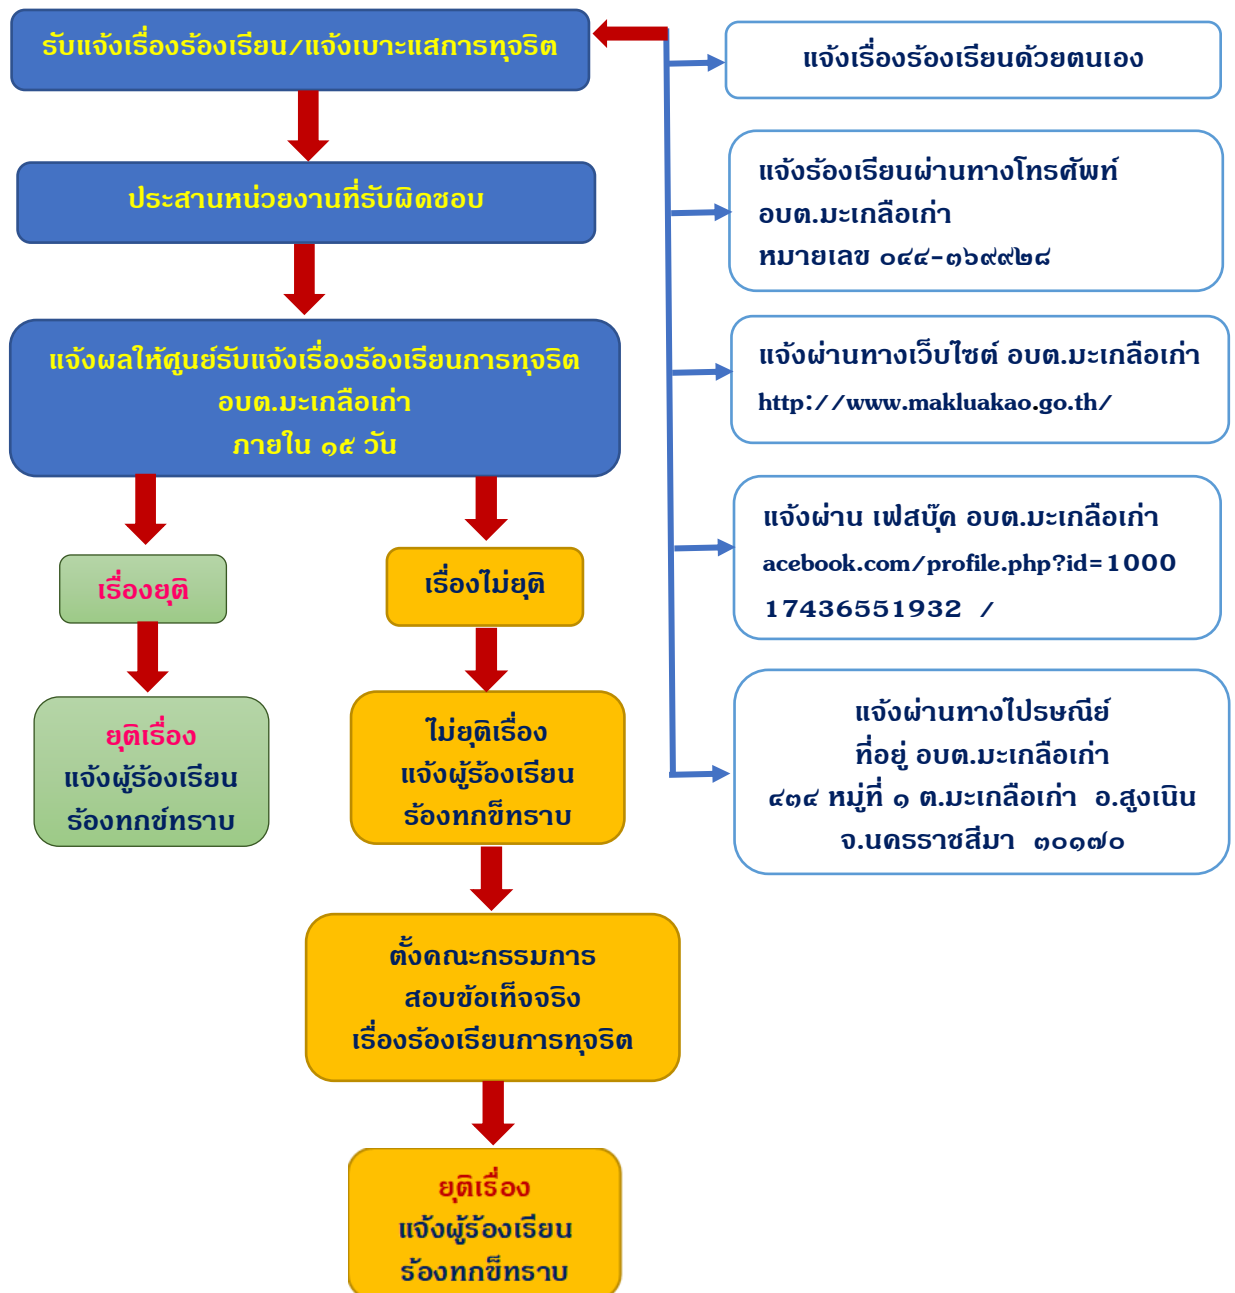 รับแจ้งเรื่องร้องเรียน/แจ้งเบาะแสการทุจริต
ประสานหน่วยงานที่รับผิดชอบ
แจ้งผลให้ศูนย์รับแจ้งเรื่องร้องเรียนการทุจริต
อบต.มะเกลือเก่า
ภายใน ๑๕ วัน
เรื่องยุติ
ยุติเรื่อง
แจ้งผู้ร้องเรียน
ร้องทกข์ทราบ
เรื่องไม่ยุติ
ไม่ยุติเรื่อง
แจ้งผู้ร้องเรียน
ร้องทกข็ทราบ
ตั้งคณะกรรมการ
สอบข้อเท็จจริง
เรื่องร้องเรียนการทุจริต
ยุติเรื่อง
แจ้งผู้ร้องเรียน
ร้องทกข็ทราบ
แจ้งเรื่องร้องเรียนด้วยตนเอง
แจ้งร้องเรียนผ่านทางโทรศัพท์
อบต.มะเกลือเก่า
หมายเลข ๐๔๔-๓๖๙๙๒๘
แจ้งผ่านทางเว็บไซต์ อบต.มะเกลือเก่า
http://www.makluakao.go.th/
แจ้งผ่าน เฟสบุ๊ค อบต.มะเกลือเก่า
acebook.com/profile.php?id=1000
17436551932 /
แจ้งผ่านทางไปรษณีย์
ที่อยู่ อบต.มะเกลือเก่า
๔๓๔ หมู่ที่ ๑ ต.มะเกลือเก่า อ.สูงเนิน
จ.นครราชสีมา ๓๐๑๗๐